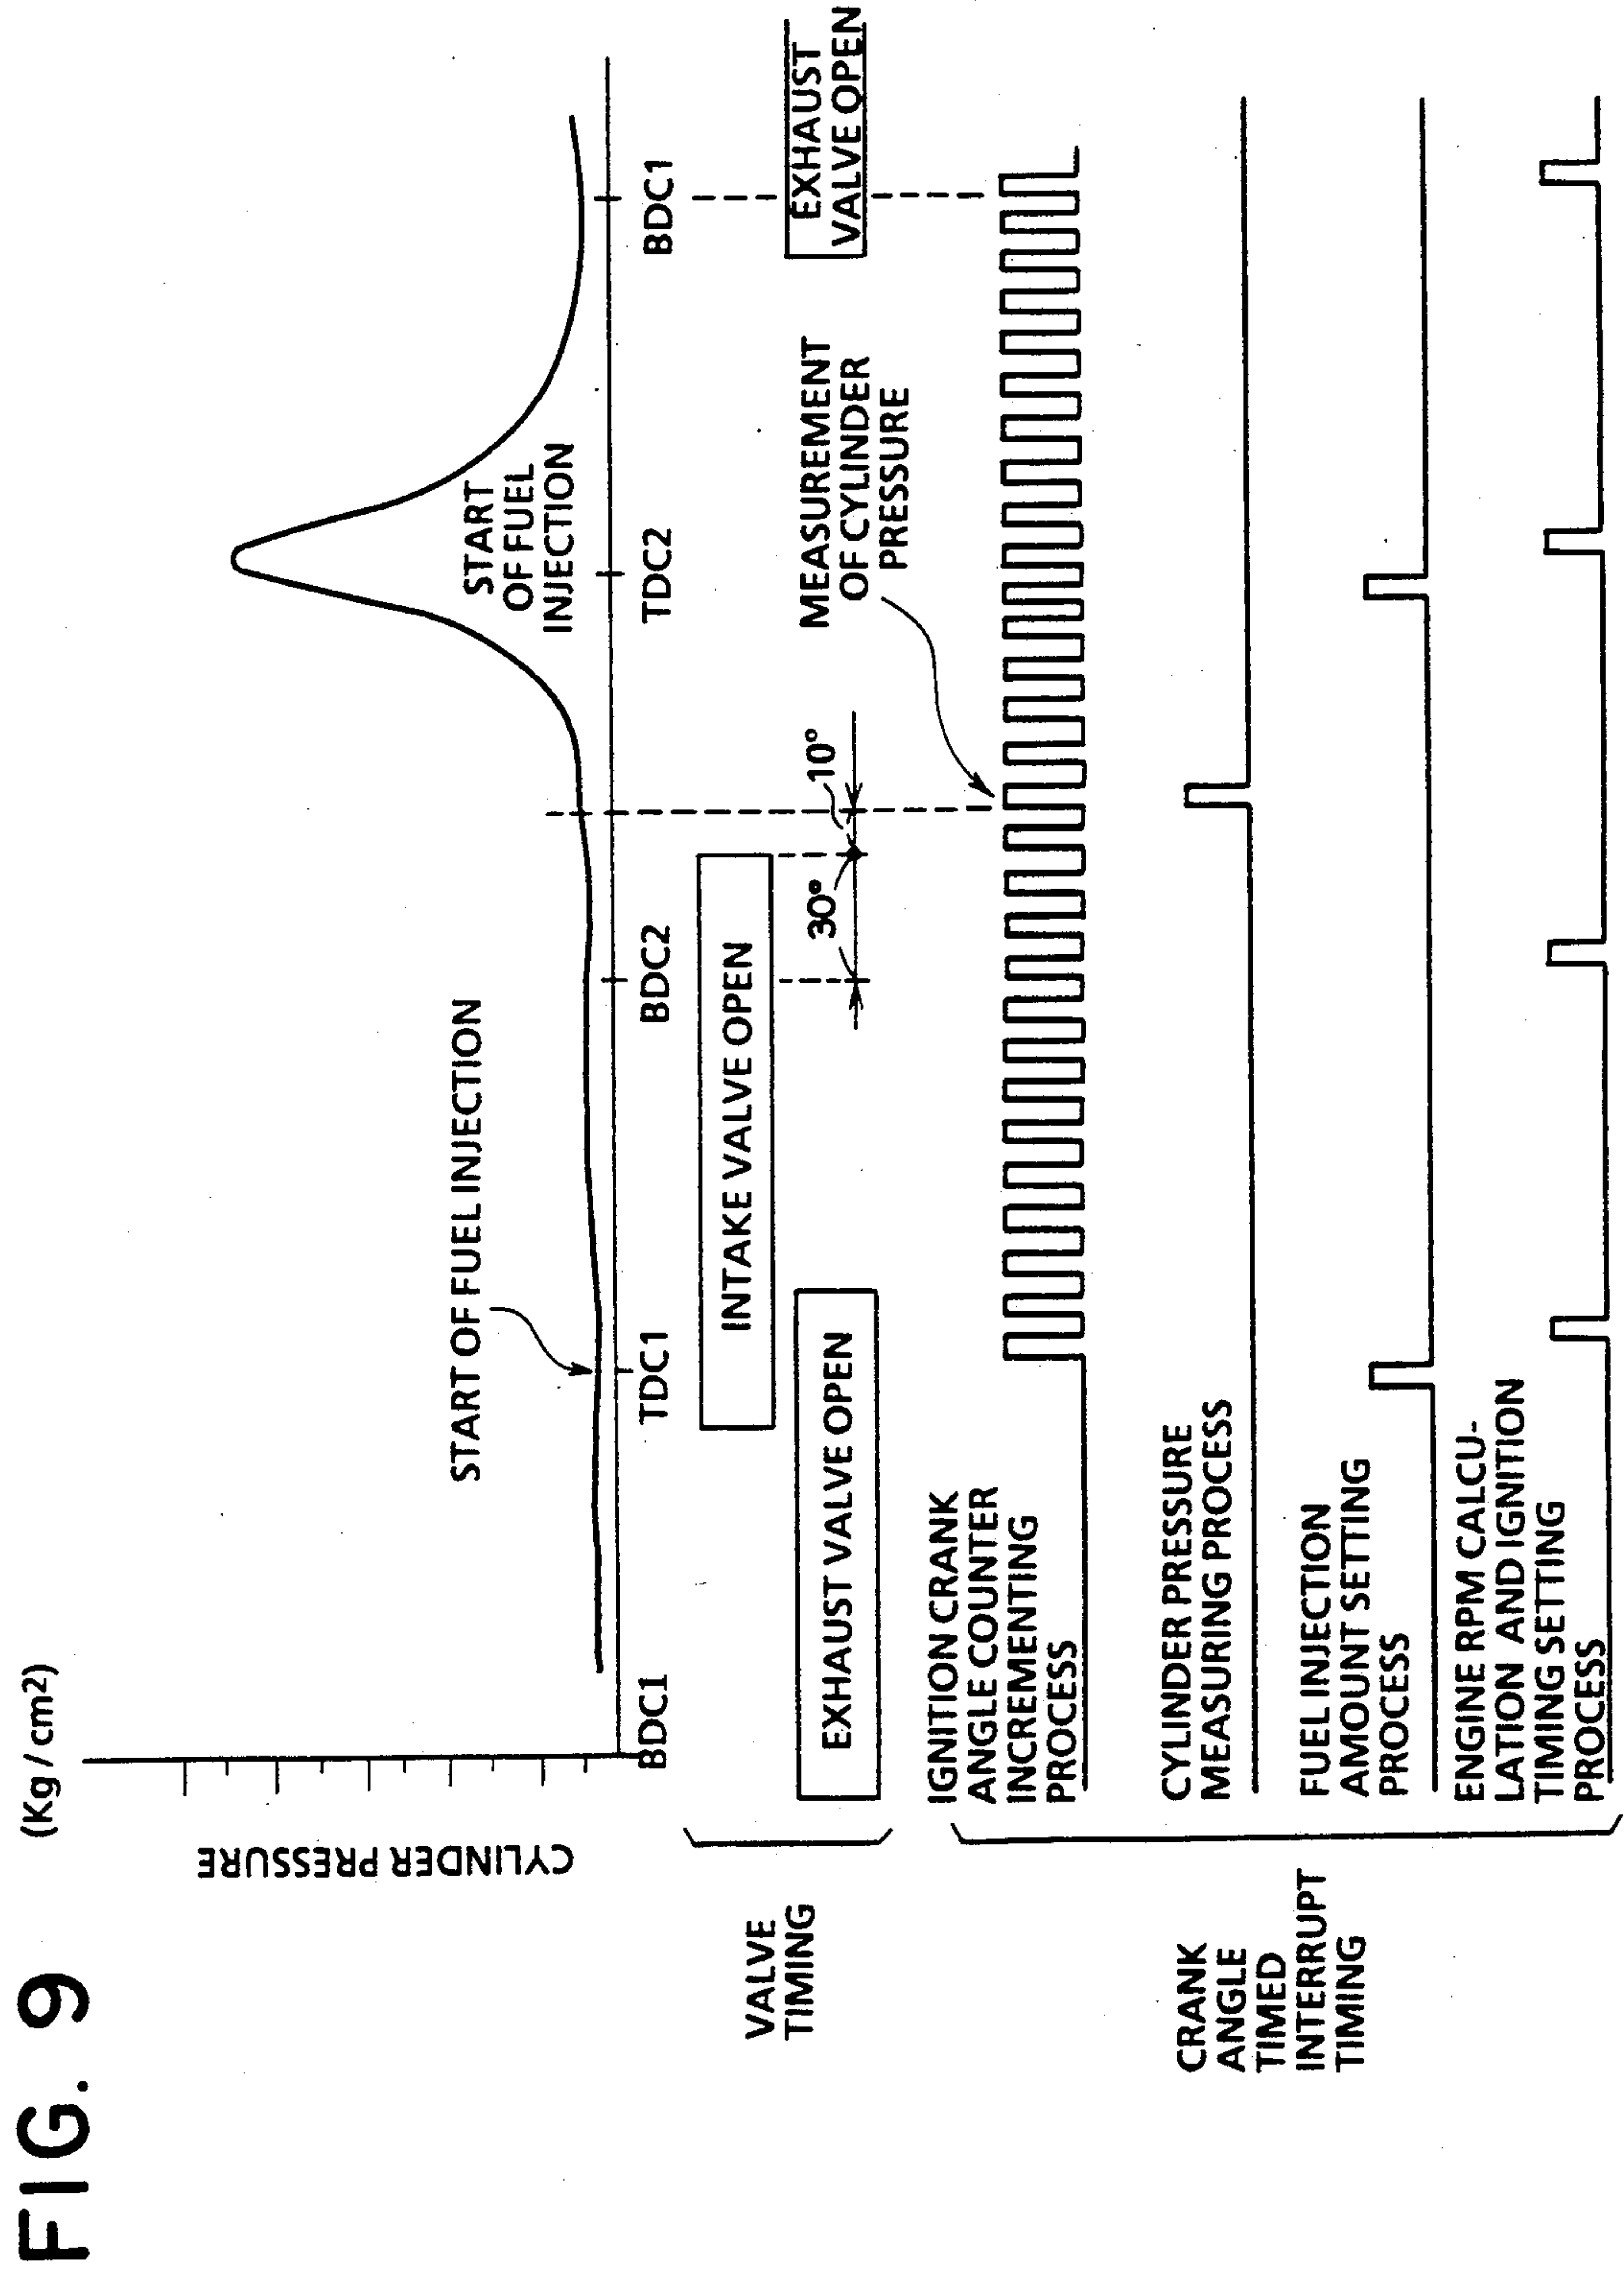 FIG. 9
(Kg / cm2)
CYLINDER PRESSURE
START OF FUEL INJECTION
START
OF FUEL
INJECTION
BDC1
TDC1
BDC2
TDC2
BDC1
VALVE
TIMING
INTAKE VALVE OPEN
EXHAUST VALVE OPEN
30°
10°
EXHAUST
VALVE OPEN
MEASUREMENT
OF CYLINDER
PRESSURE
CRANK
ANGLE
TIMED
INTERRUPT
TIMING
IGNITION CRANK
ANGLE COUNTER
INCREMENTING
PROCESS
CYLINDER PRESSURE
MEASURING PROCESS
FUEL INJECTION
AMOUNT SETTING
PROCESS
ENGINE RPM CALCU-
LATION AND IGNITION
TIMING SETTING
PROCESS